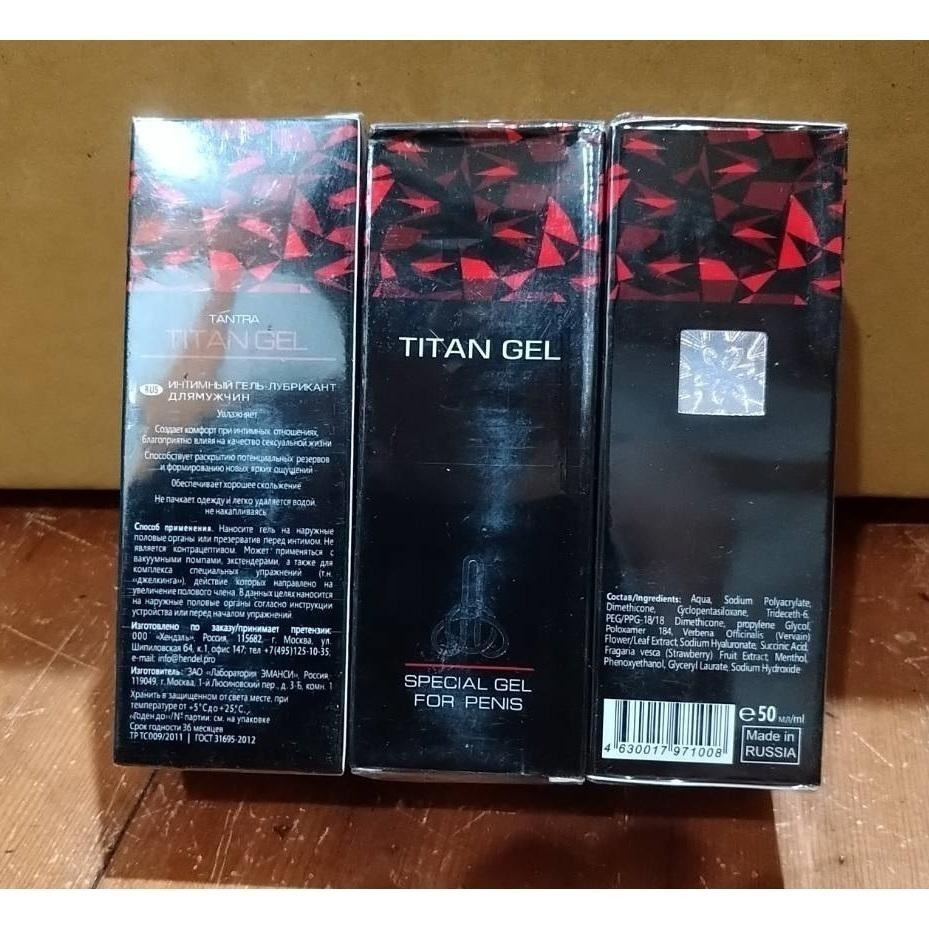 TANTRA
TITAN GEL
RUS
ИНТИМНЫЙ ГЕЛЬ-ЛУБРИКАНТ
ДЛЯМУЖЧИН
Увлажняет
Создает комфорт при интимных отношениях,
благоприятно влияя на качество сексуальной жизни
Способствует раскрытию потенциальных резервов
и формированию новых ярких ощущений
Обеспечивает хорошее скольжение
Не пачкает одежду и легко удаляется водой,
не накапливаясь
Способ применения. Наносите гель на наружные
половые органы или презерватив перед интимом. Не
является контрацептивом. Может применяться с
вакуумными помпами, экстендерами, а также для
комплекса специальных упражнений (т.н.
«джелкинга»), действие которых направлено на
увеличение полового члена. В данных целях наносится
на наружные половые органы согласно инструкции
устройства или перед началом упражнений.
Изготовлено по заказу/принимает претензии:
ООО "Хендэль", Россия, 115682, г. Москва, ул.
Шипиловская 64, к.1, офис 147; тел +7(495)125-10-35,
e-mail: info@hendel.pro
Изготовитель: ЗАО «Лаборатория ЭМАНСИ», Россия,
119049, г. Москва, 1-й Люсиновский пер., д. 3-Б, комн. 1
Хранить в защищенном от света месте, при
температуре от +5°C до +25°C.
«Годен до»/№ партии: см. на упаковке
Срок годности 36 месяцев
ТР ТС009/2011 | ГОСТ 31695-2012
TITAN GEL
SPECIAL GEL
FOR PENIS
Состав/Ingredients: Aqua, Sodium Polyacrylate,
Dimethicone, Cyclopentasiloxane, Trideceth-6,
PEG/PPG-18/18 Dimethicone, propylene Glycol,
Poloxamer 184, Verbena Officinalis (Vervain)
Flower/Leaf Extract, Sodium Hyaluronate, Succinic Acid,
Fragaria vesca (Strawberry) Fruit Extract, Menthol,
Phenoxyethanol, Glyceryl Laurate, Sodium Hydroxide
4 630017 971008
e 50 мл/ml
Made in
RUSSIA